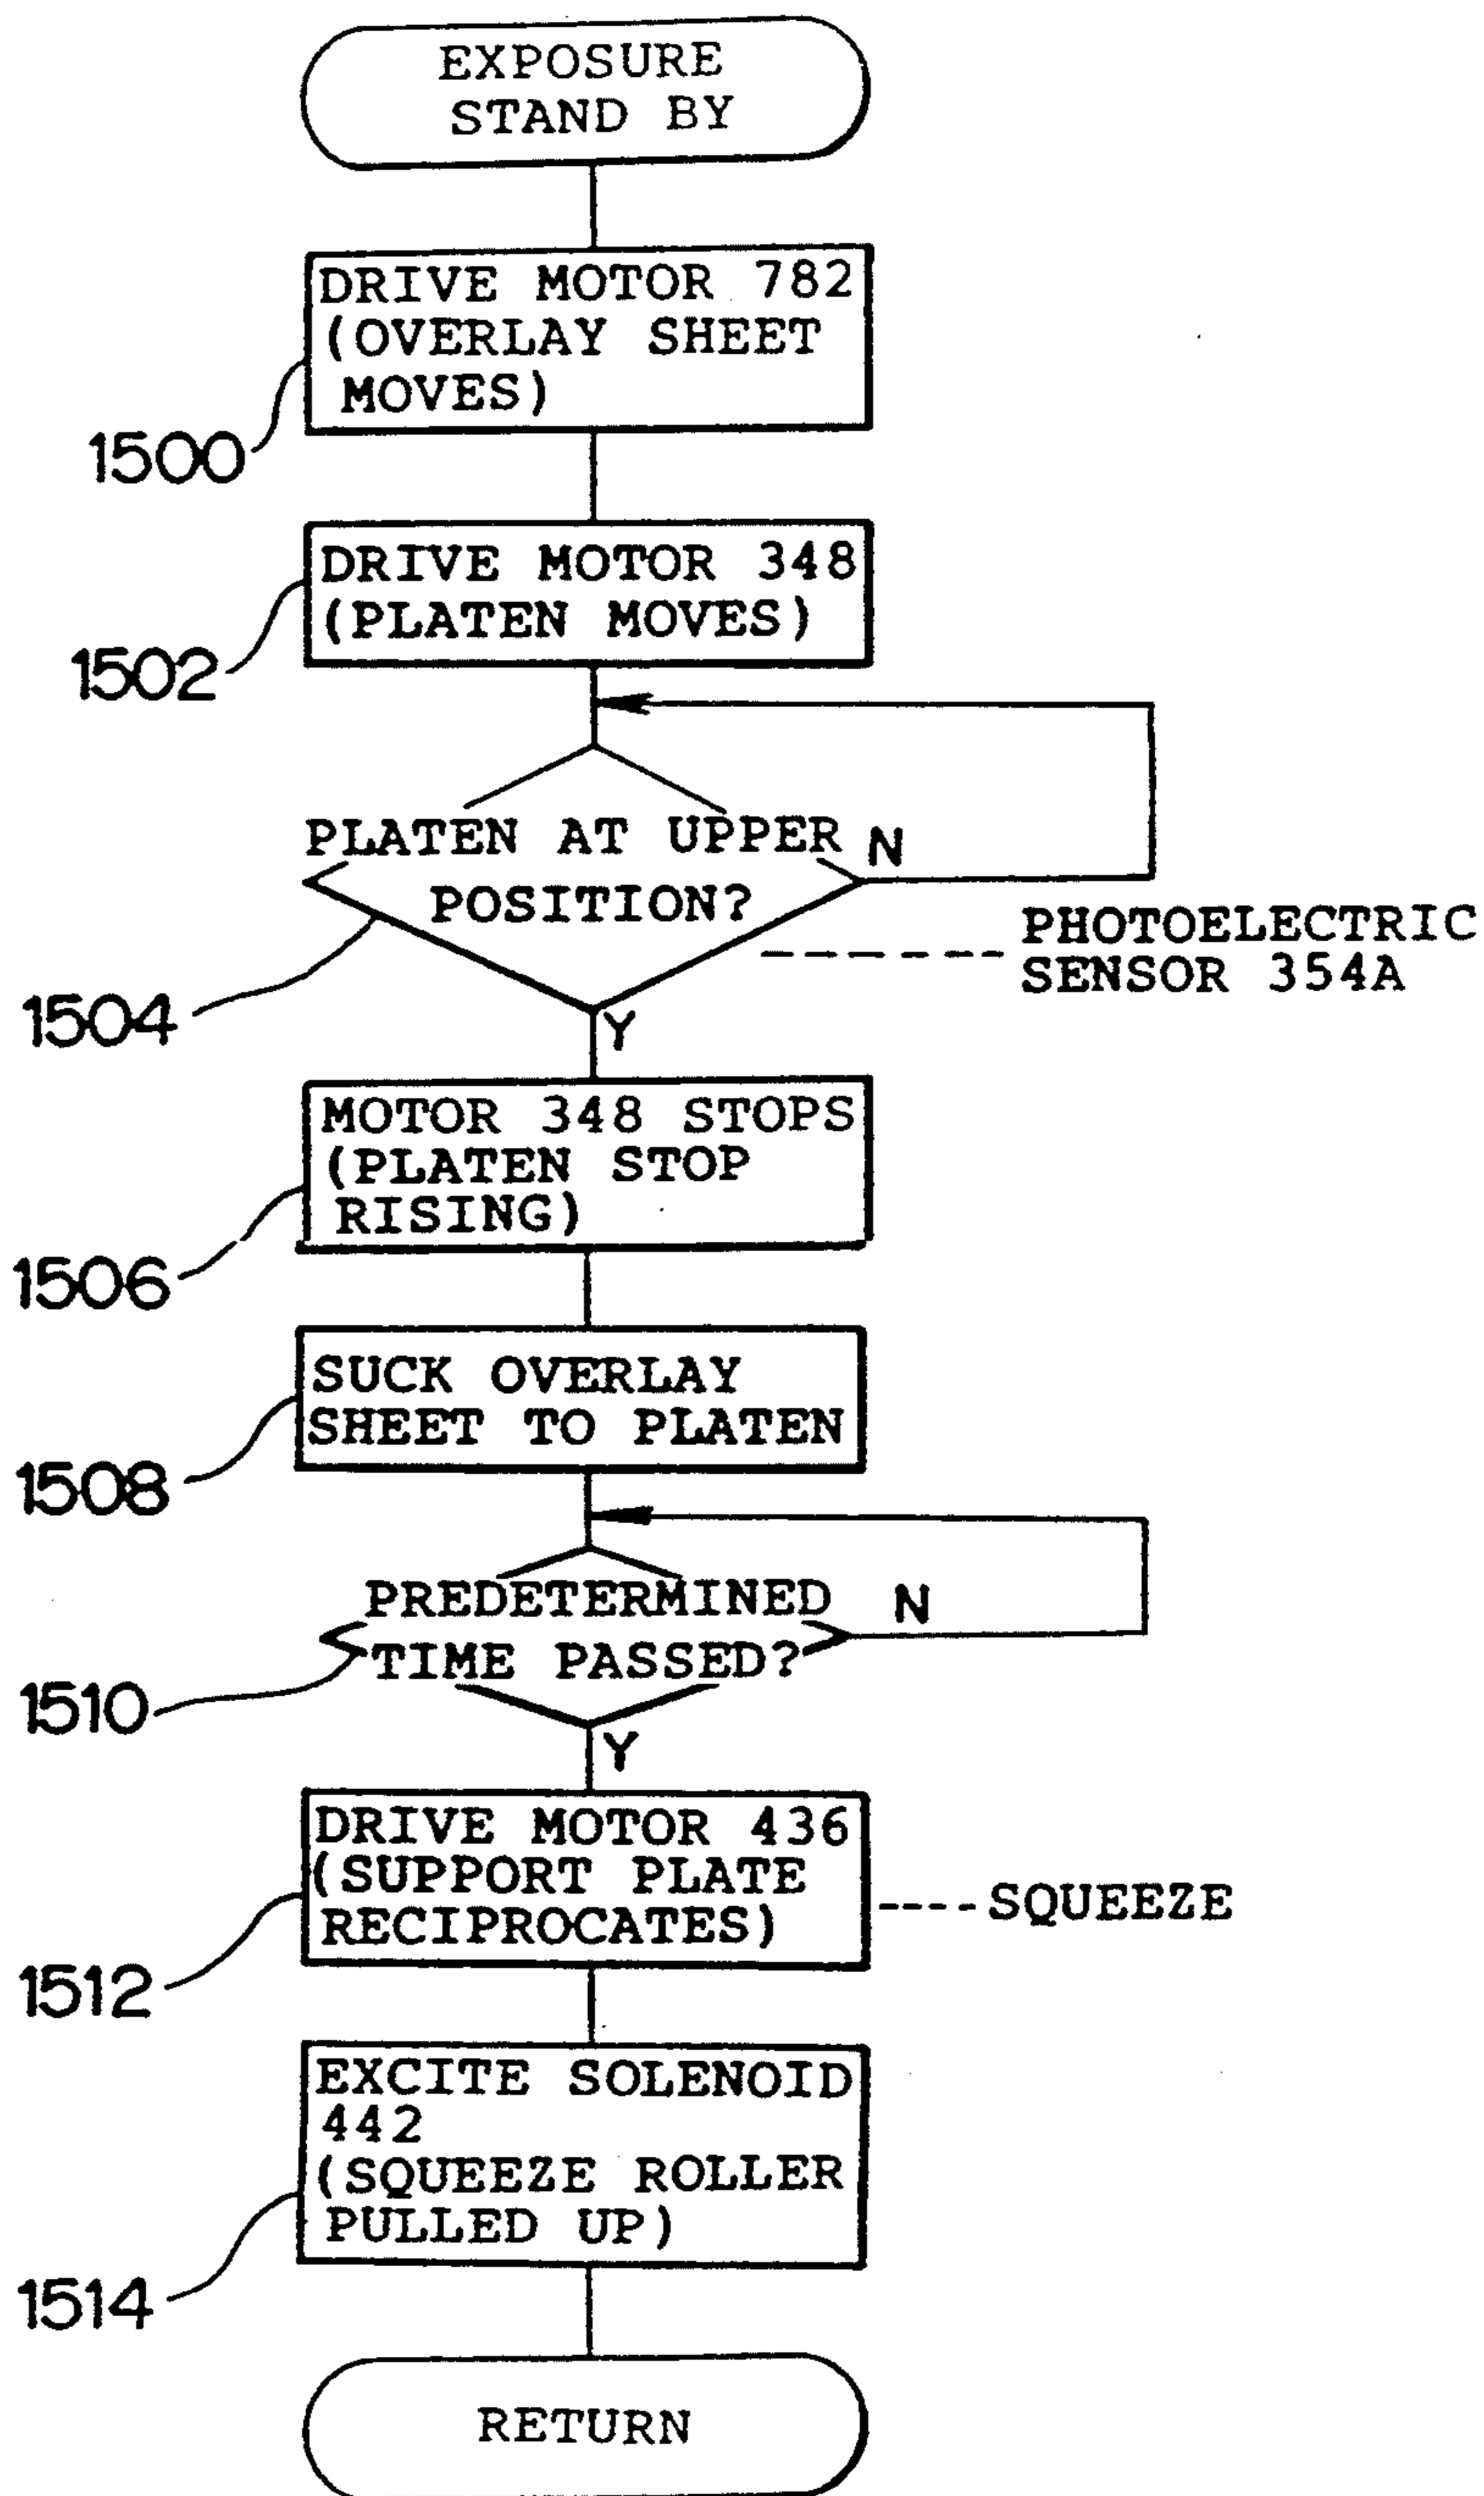 EXPOSURE
STAND BY
DRIVE MOTOR 782
(OVERLAY SHEET
MOVES)
1500
DRIVE MOTOR 348
(PLATEN MOVES)
1502
PLATEN AT UPPER
POSITION?
N
PHOTOELECTRIC
SENSOR 354A
1504
Y
MOTOR 348 STOPS
(PLATEN STOP
RISING)
1506
SUCK OVERLAY
SHEET TO PLATEN
1508
PREDETERMINED
TIME PASSED?
N
1510
Y
DRIVE MOTOR 436
(SUPPORT PLATE
RECIPROCATES)
SQUEEZE
1512
EXCITE SOLENOID
442
(SQUEEZE ROLLER
PULLED UP)
1514
RETURN